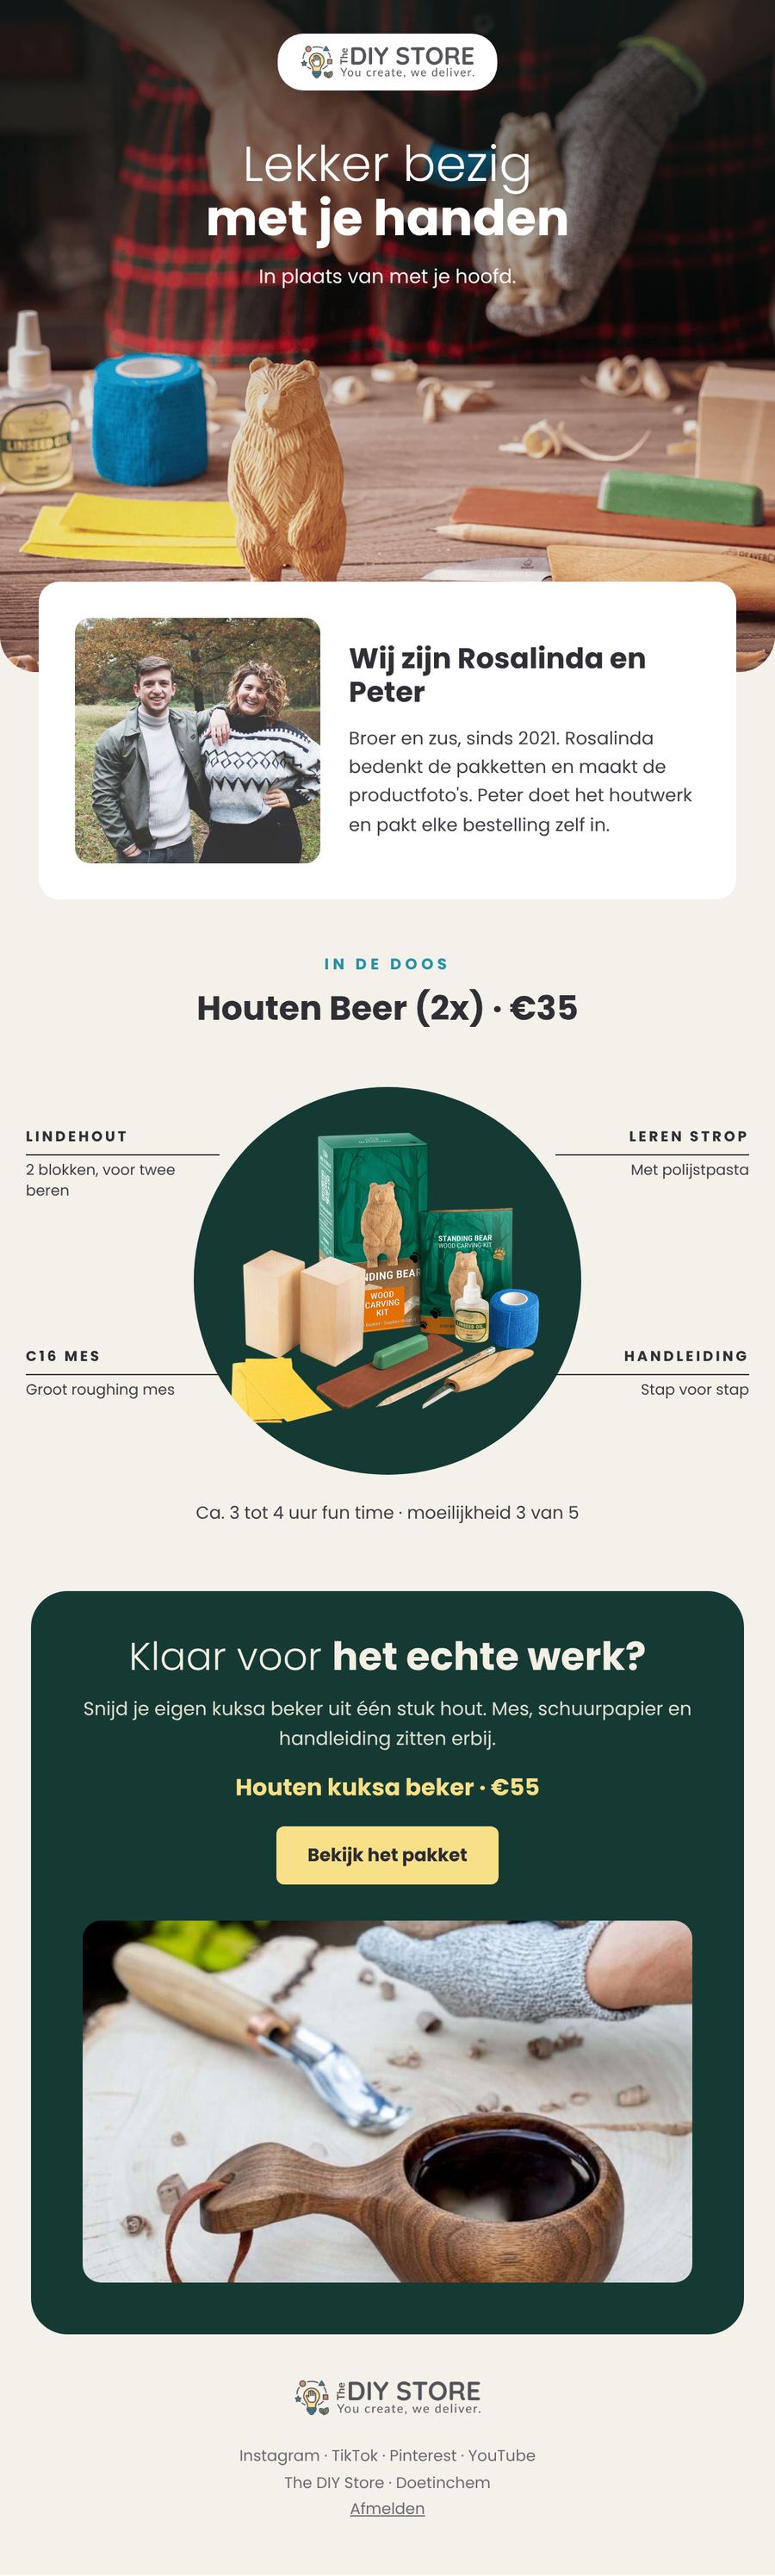 The DIY STORE
You create, we deliver.
Lekker bezig
met je handen
In plaats van met je hoofd.
LINSEED OIL
Wij zijn Rosalinda en
Peter
Broer en zus, sinds 2021. Rosalinda
bedenkt de pakketten en maakt de
productfoto's. Peter doet het houtwerk
en pakt elke bestelling zelf in.
IN DE DOOS
Houten Beer (2x) · €35
LINDEHOUT
2 blokken, voor twee
beren
LEREN STROP
Met polijstpasta
STANDING BEAR
WOOD CARVING KIT
NDING BEAR
WOOD
CARVING
KIT
LINSEED OIL
C16 MES
Groot roughing mes
HANDLEIDING
Stap voor stap
Ca. 3 tot 4 uur fun time · moeilijkheid 3 van 5
Klaar voor het echte werk?
Snijd je eigen kuksa beker uit één stuk hout. Mes, schuurpapier en
handleiding zitten erbij.
Houten kuksa beker · €55
Bekijk het pakket
The DIY STORE
You create, we deliver.
Instagram · TikTok · Pinterest · YouTube
The DIY Store · Doetinchem
Afmelden